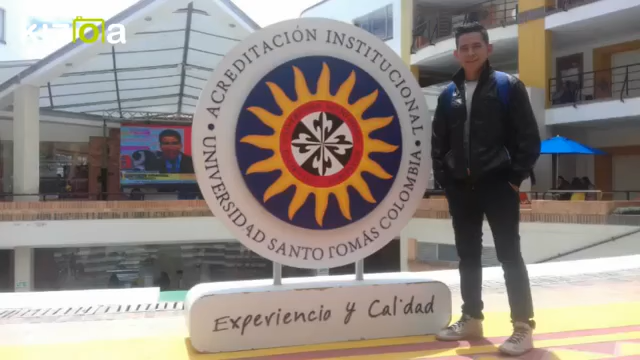 ACREDITACIÓN INSTITUCIONAL
UNIVERSIDAD SANTO TOMÁS COLOMBIA
Experiencia y Calidad